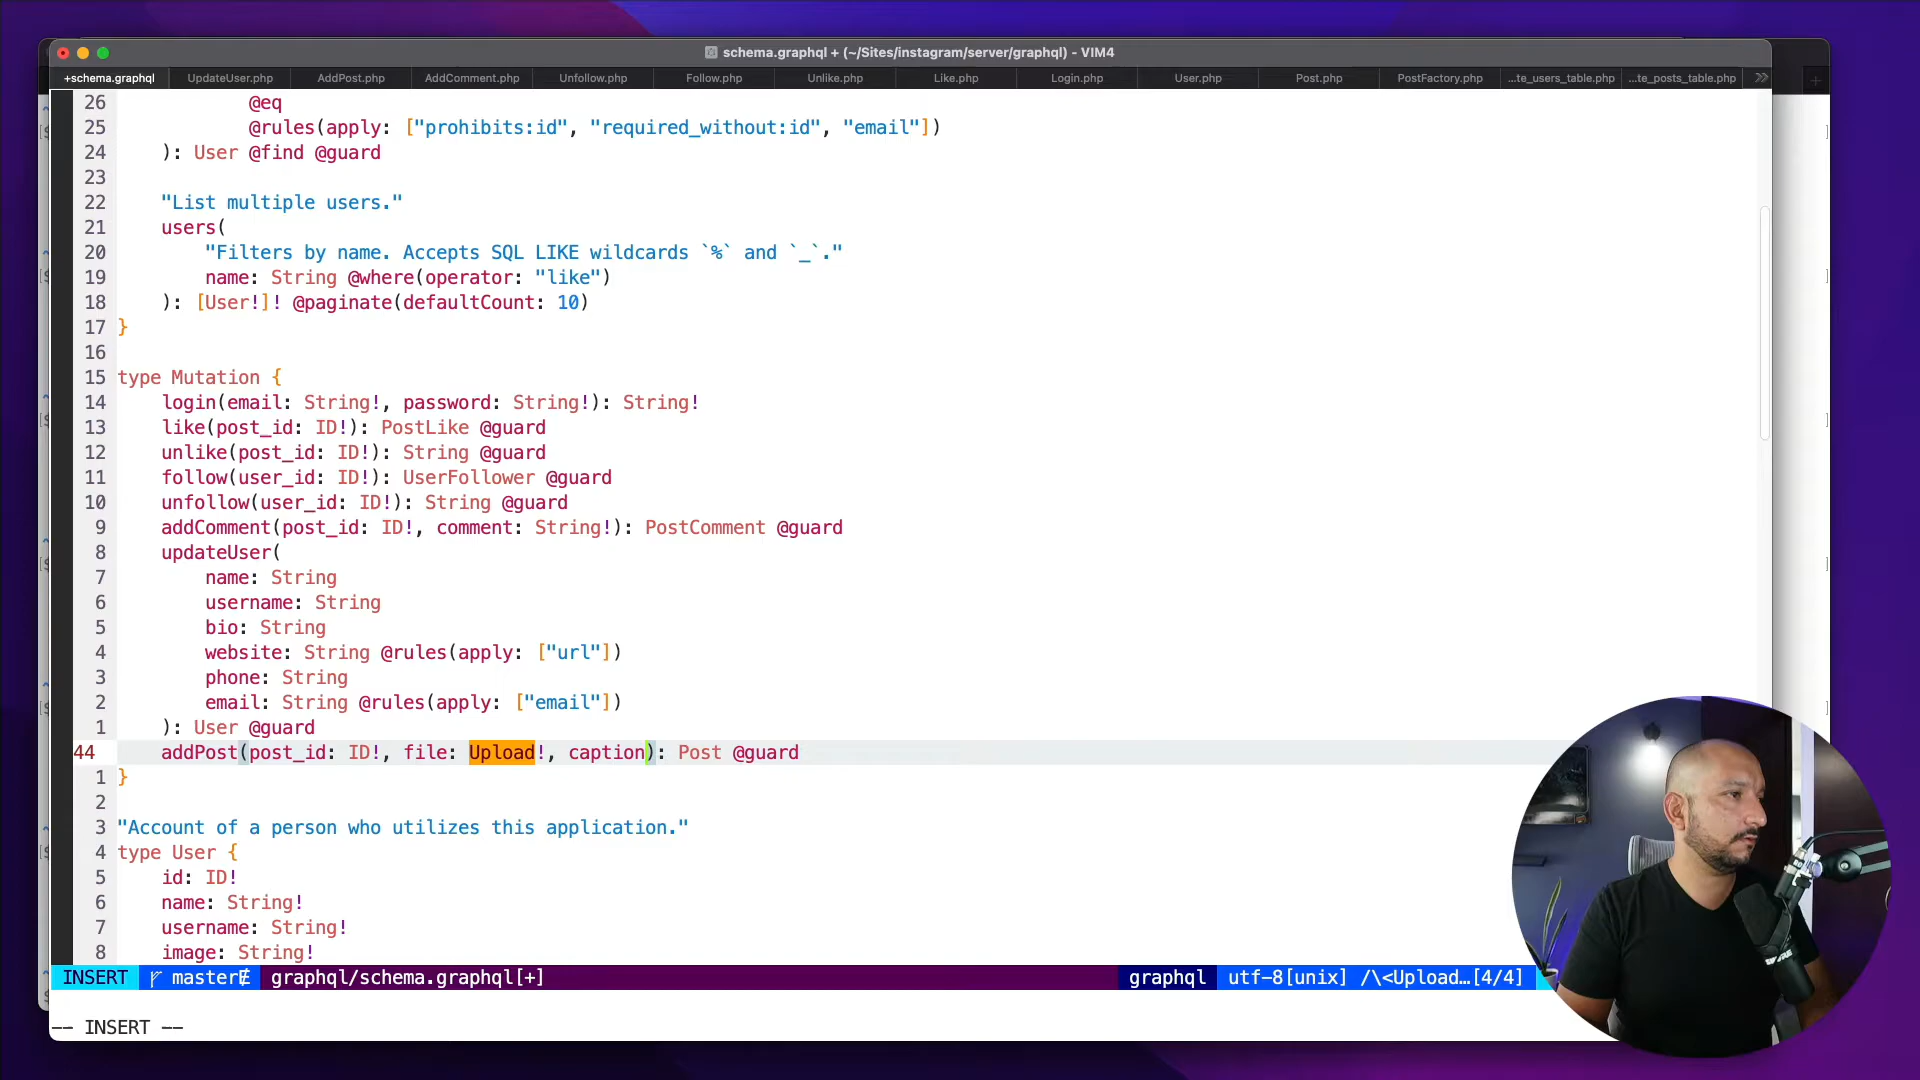 schema.graphql + (~/Sites/instagram/server/graphql) - VIM4
+schema.graphql UpdateUser.php AddPost.php AddComment.php Unfollow.php Follow.php Unlike.php Like.php Login.php User.php Post.php PostFactory.php ...te_users_table.php ...te_posts_table.php
26 @eq
25 @rules(apply: ["prohibits:id", "required_without:id", "email"])
24 ): User @find @guard
23
22 "List multiple users."
21 users(
20 "Filters by name. Accepts SQL LIKE wildcards `%` and `_`."
19 name: String @where(operator: "like")
18 ): [User!]! @paginate(defaultCount: 10)
17 }
16
15 type Mutation {
14 login(email: String!, password: String!): String!
13 like(post_id: ID!): PostLike @guard
12 unlike(post_id: ID!): String @guard
11 follow(user_id: ID!): UserFollower @guard
10 unfollow(user_id: ID!): String @guard
9 addComment(post_id: ID!, comment: String!): PostComment @guard
8 updateUser(
7 name: String
6 username: String
5 bio: String
4 website: String @rules(apply: ["url"])
3 phone: String
2 email: String @rules(apply: ["email"])
1 ): User @guard
44 addPost(post_id: ID!, file: Upload!, caption): Post @guard
1 }
2
3 "Account of a person who utilizes this application."
4 type User {
5 id: ID!
6 name: String!
7 username: String!
8 image: String!
INSERT master graphql/schema.graphql[+] graphql utf-8[unix] /\<Upload…[4/4]
-- INSERT --